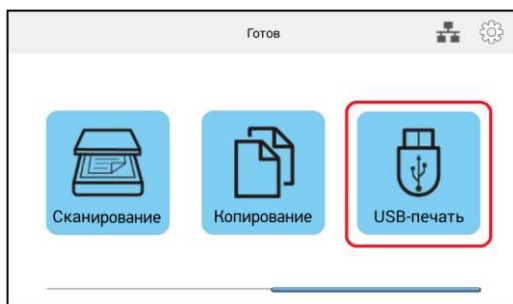 Готов
Сканирование
Копирование
USB-печать